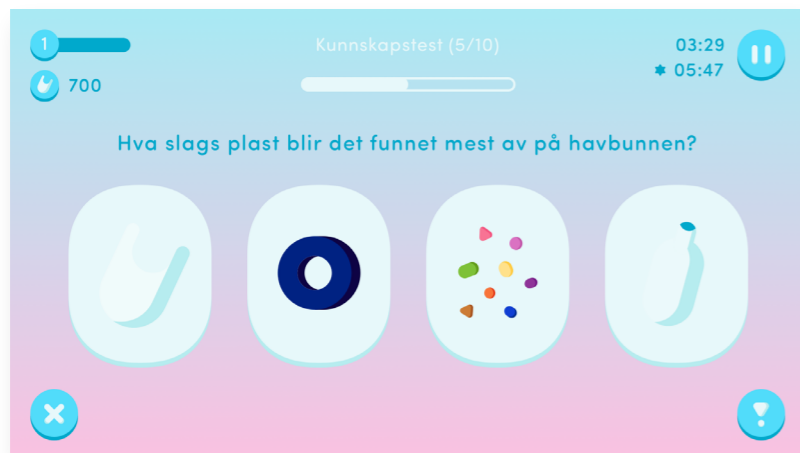 1
Kunnskapstest (5/10)
03:29
700
05:47
Hva slags plast blir det funnet mest av på havbunnen?